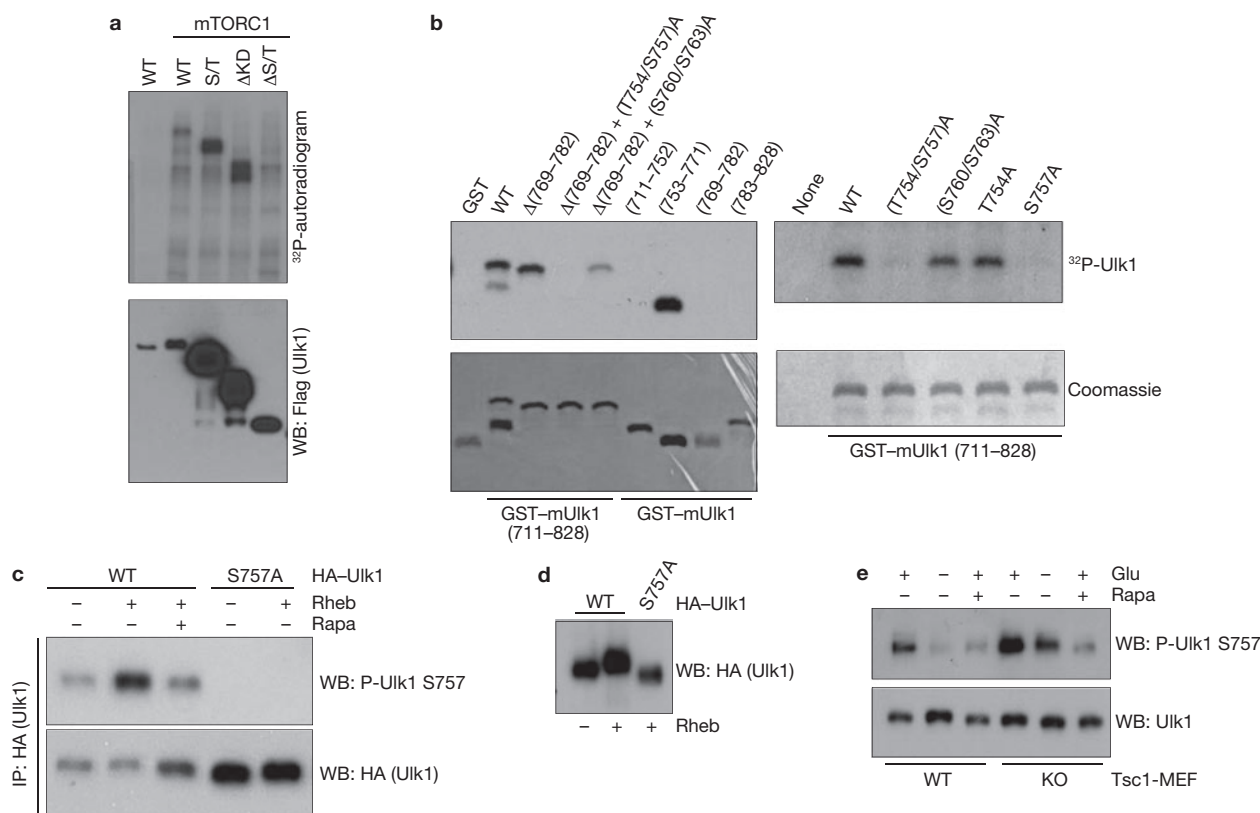 a
mTORC1
WT
WT
S/T
ΔKD
ΔS/T
³²P-autoradiogram
WB: Flag (Ulk1)
b
GST
WT
Δ(769–782)
Δ(769–782) + (T754/S757)A
Δ(769–782) + (S760/S763)A
(711–752)
(753–771)
(769–782)
(783–828)
GST–mUlk1
(711–828)
GST–mUlk1
None
WT
(T754/S757)A
(S760/S763)A
T754A
S757A
³²P-Ulk1
Coomassie
GST–mUlk1 (711–828)
c
WT S757A HA–Ulk1
– + + – + Rheb
– – + – – Rapa
IP: HA (Ulk1)
WB: P-Ulk1 S757
WB: HA (Ulk1)
d
WT S757A HA–Ulk1
WB: HA (Ulk1)
– + + Rheb
e
+ – + + – + Glu
– – + – – + Rapa
WB: P-Ulk1 S757
WB: Ulk1
WT KO Tsc1-MEF